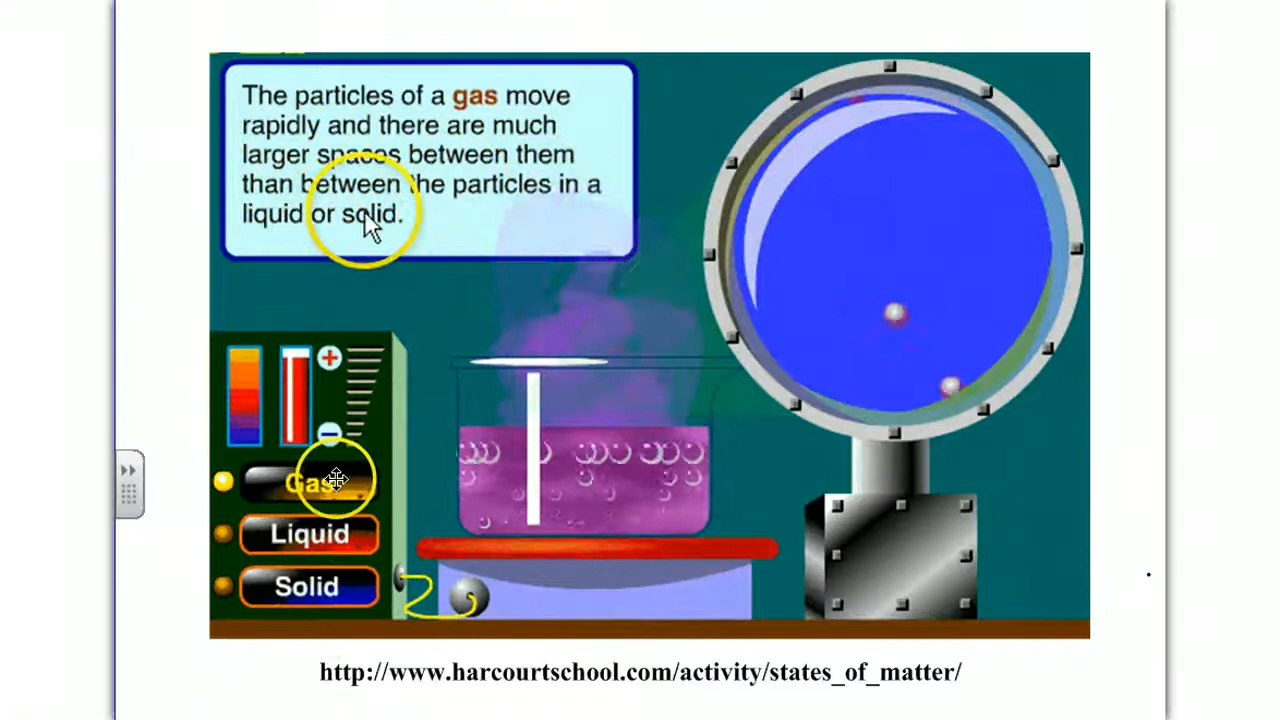 The particles of a gas move
rapidly and there are much
larger spaces between them
than between the particles in a
liquid or solid.
+
−
Gas
Liquid
Solid
http://www.harcourtschool.com/activity/states_of_matter/